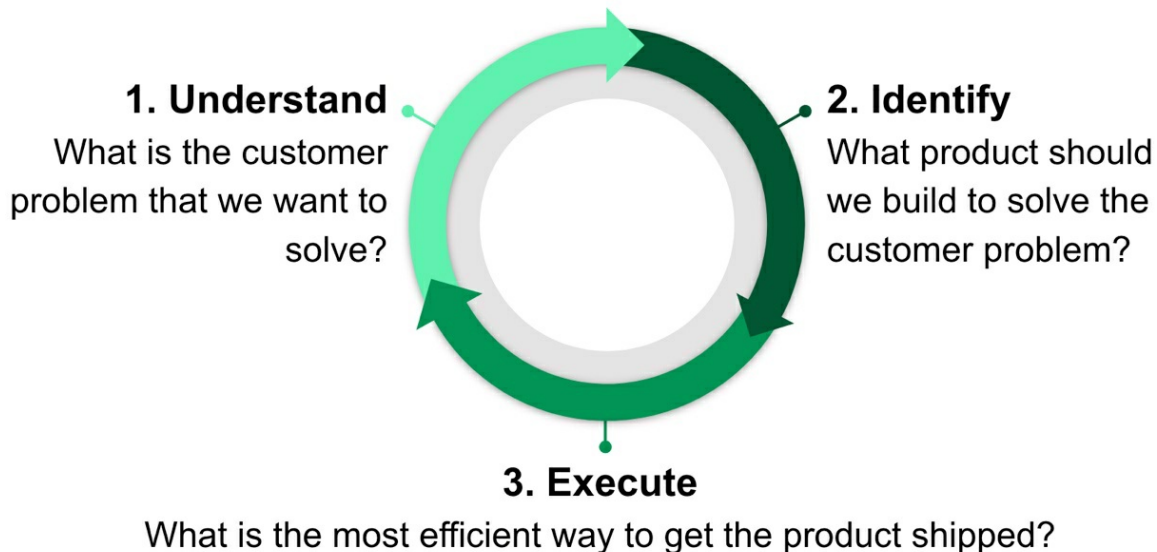 1. Understand
What is the customer
problem that we want to
solve?
2. Identify
What product should
we build to solve the
customer problem?
3. Execute
What is the most efficient way to get the product shipped?